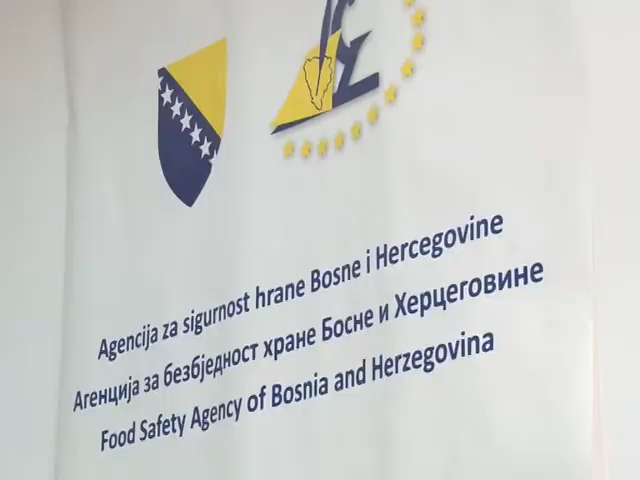 Agencija za sigurnost hrane Bosne i Hercegovine
Агенција за безбједност хране Босне и Херцеговине
Food Safety Agency of Bosnia and Herzegovina